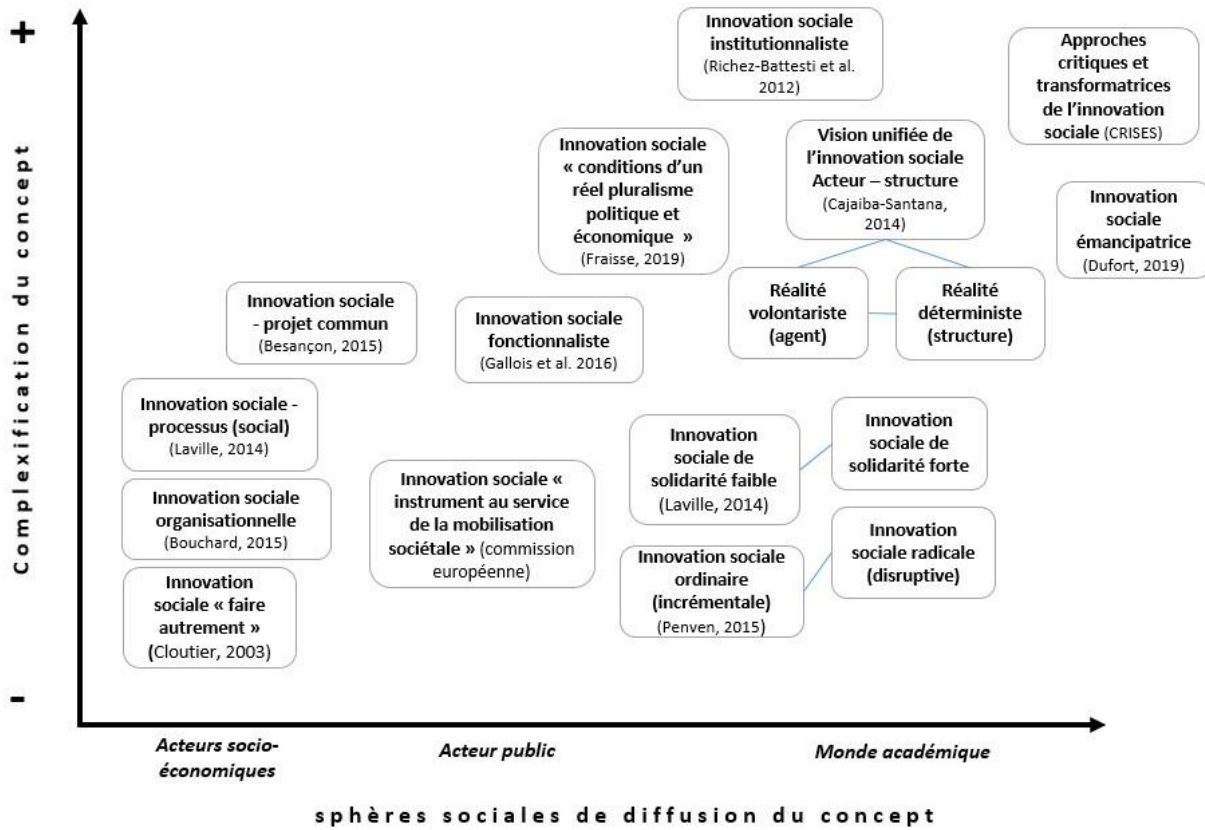 +
Complexification du concept
-
Innovation sociale
institutionnaliste
(Richez-Battesti et al.
2012)
Approches
critiques et
transformatrices
de l'innovation
sociale (CRISES)
Innovation sociale
« conditions d'un
réel pluralisme
politique et
économique »
(Fraisse, 2019)
Vision unifiée de
l'innovation sociale
Acteur – structure
(Cajaiba-Santana,
2014)
Innovation
sociale
émancipatrice
(Dufort, 2019)
Réalité
volontariste
(agent)
Réalité
déterministe
(structure)
Innovation sociale
- projet commun
(Besançon, 2015)
Innovation sociale
fonctionnaliste
(Gallois et al. 2016)
Innovation sociale -
processus (social)
(Laville, 2014)
Innovation sociale
organisationnelle
(Bouchard, 2015)
Innovation
sociale « faire
autrement »
(Cloutier, 2003)
Innovation sociale «
instrument au service
de la mobilisation
sociétale » (commission
européenne)
Innovation
sociale de
solidarité faible
(Laville, 2014)
Innovation
sociale de
solidarité forte
Innovation sociale
ordinaire
(incrémentale)
(Penven, 2015)
Innovation
sociale radicale
(disruptive)
Acteurs socio-
économiques
Acteur public
Monde académique
sphères sociales de diffusion du concept